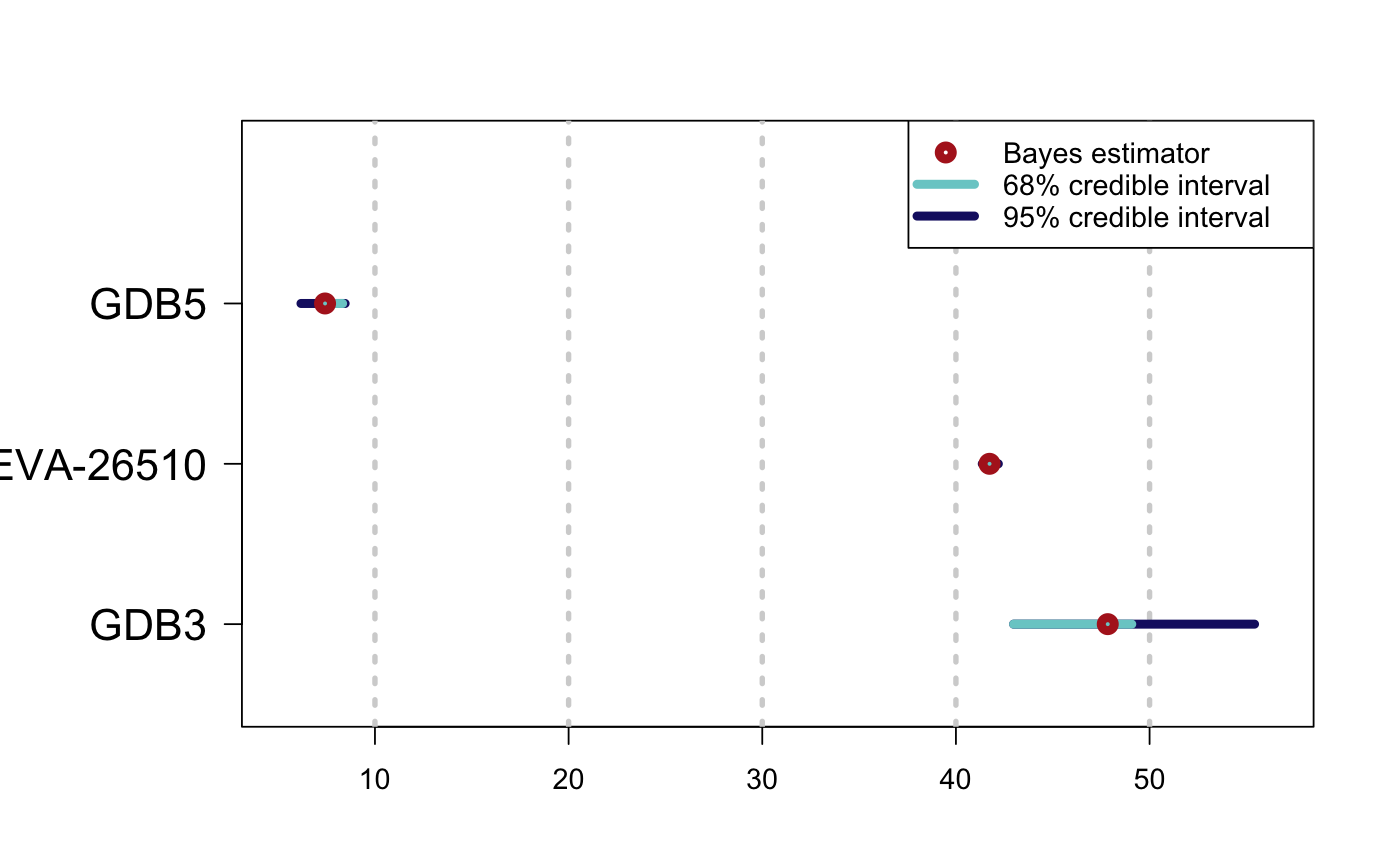 Bayes estimator
68% credible interval
95% credible interval
GDB5
EVA-26510
GDB3
10 20 30 40 50